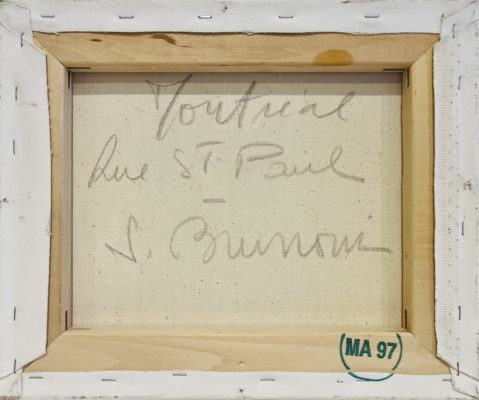 Montréal
Rue St Paul
S. Brunoni
MA 97